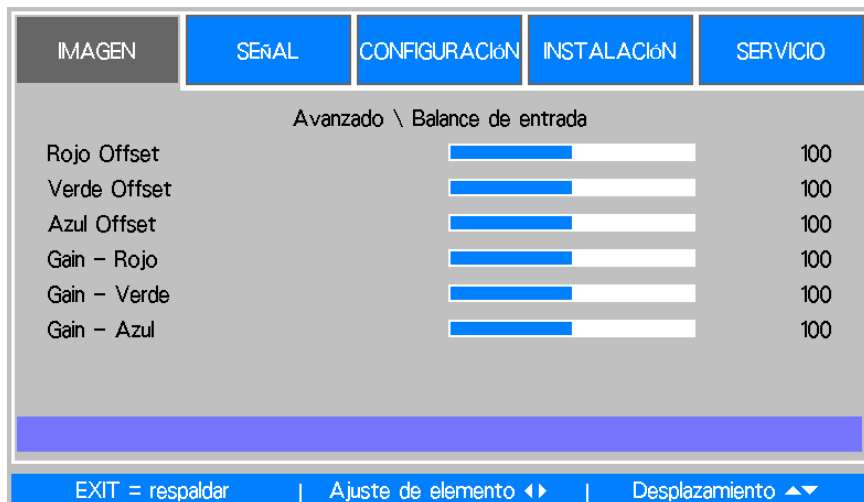 IMAGEN SEñAL CONFIGURACIóN INSTALACIóN SERVICIO
Avanzado \ Balance de entrada
Rojo Offset 100
Verde Offset 100
Azul Offset 100
Gain - Rojo 100
Gain - Verde 100
Gain - Azul 100
EXIT = respaldar | Ajuste de elemento ◀▶ | Desplazamiento ▲▼